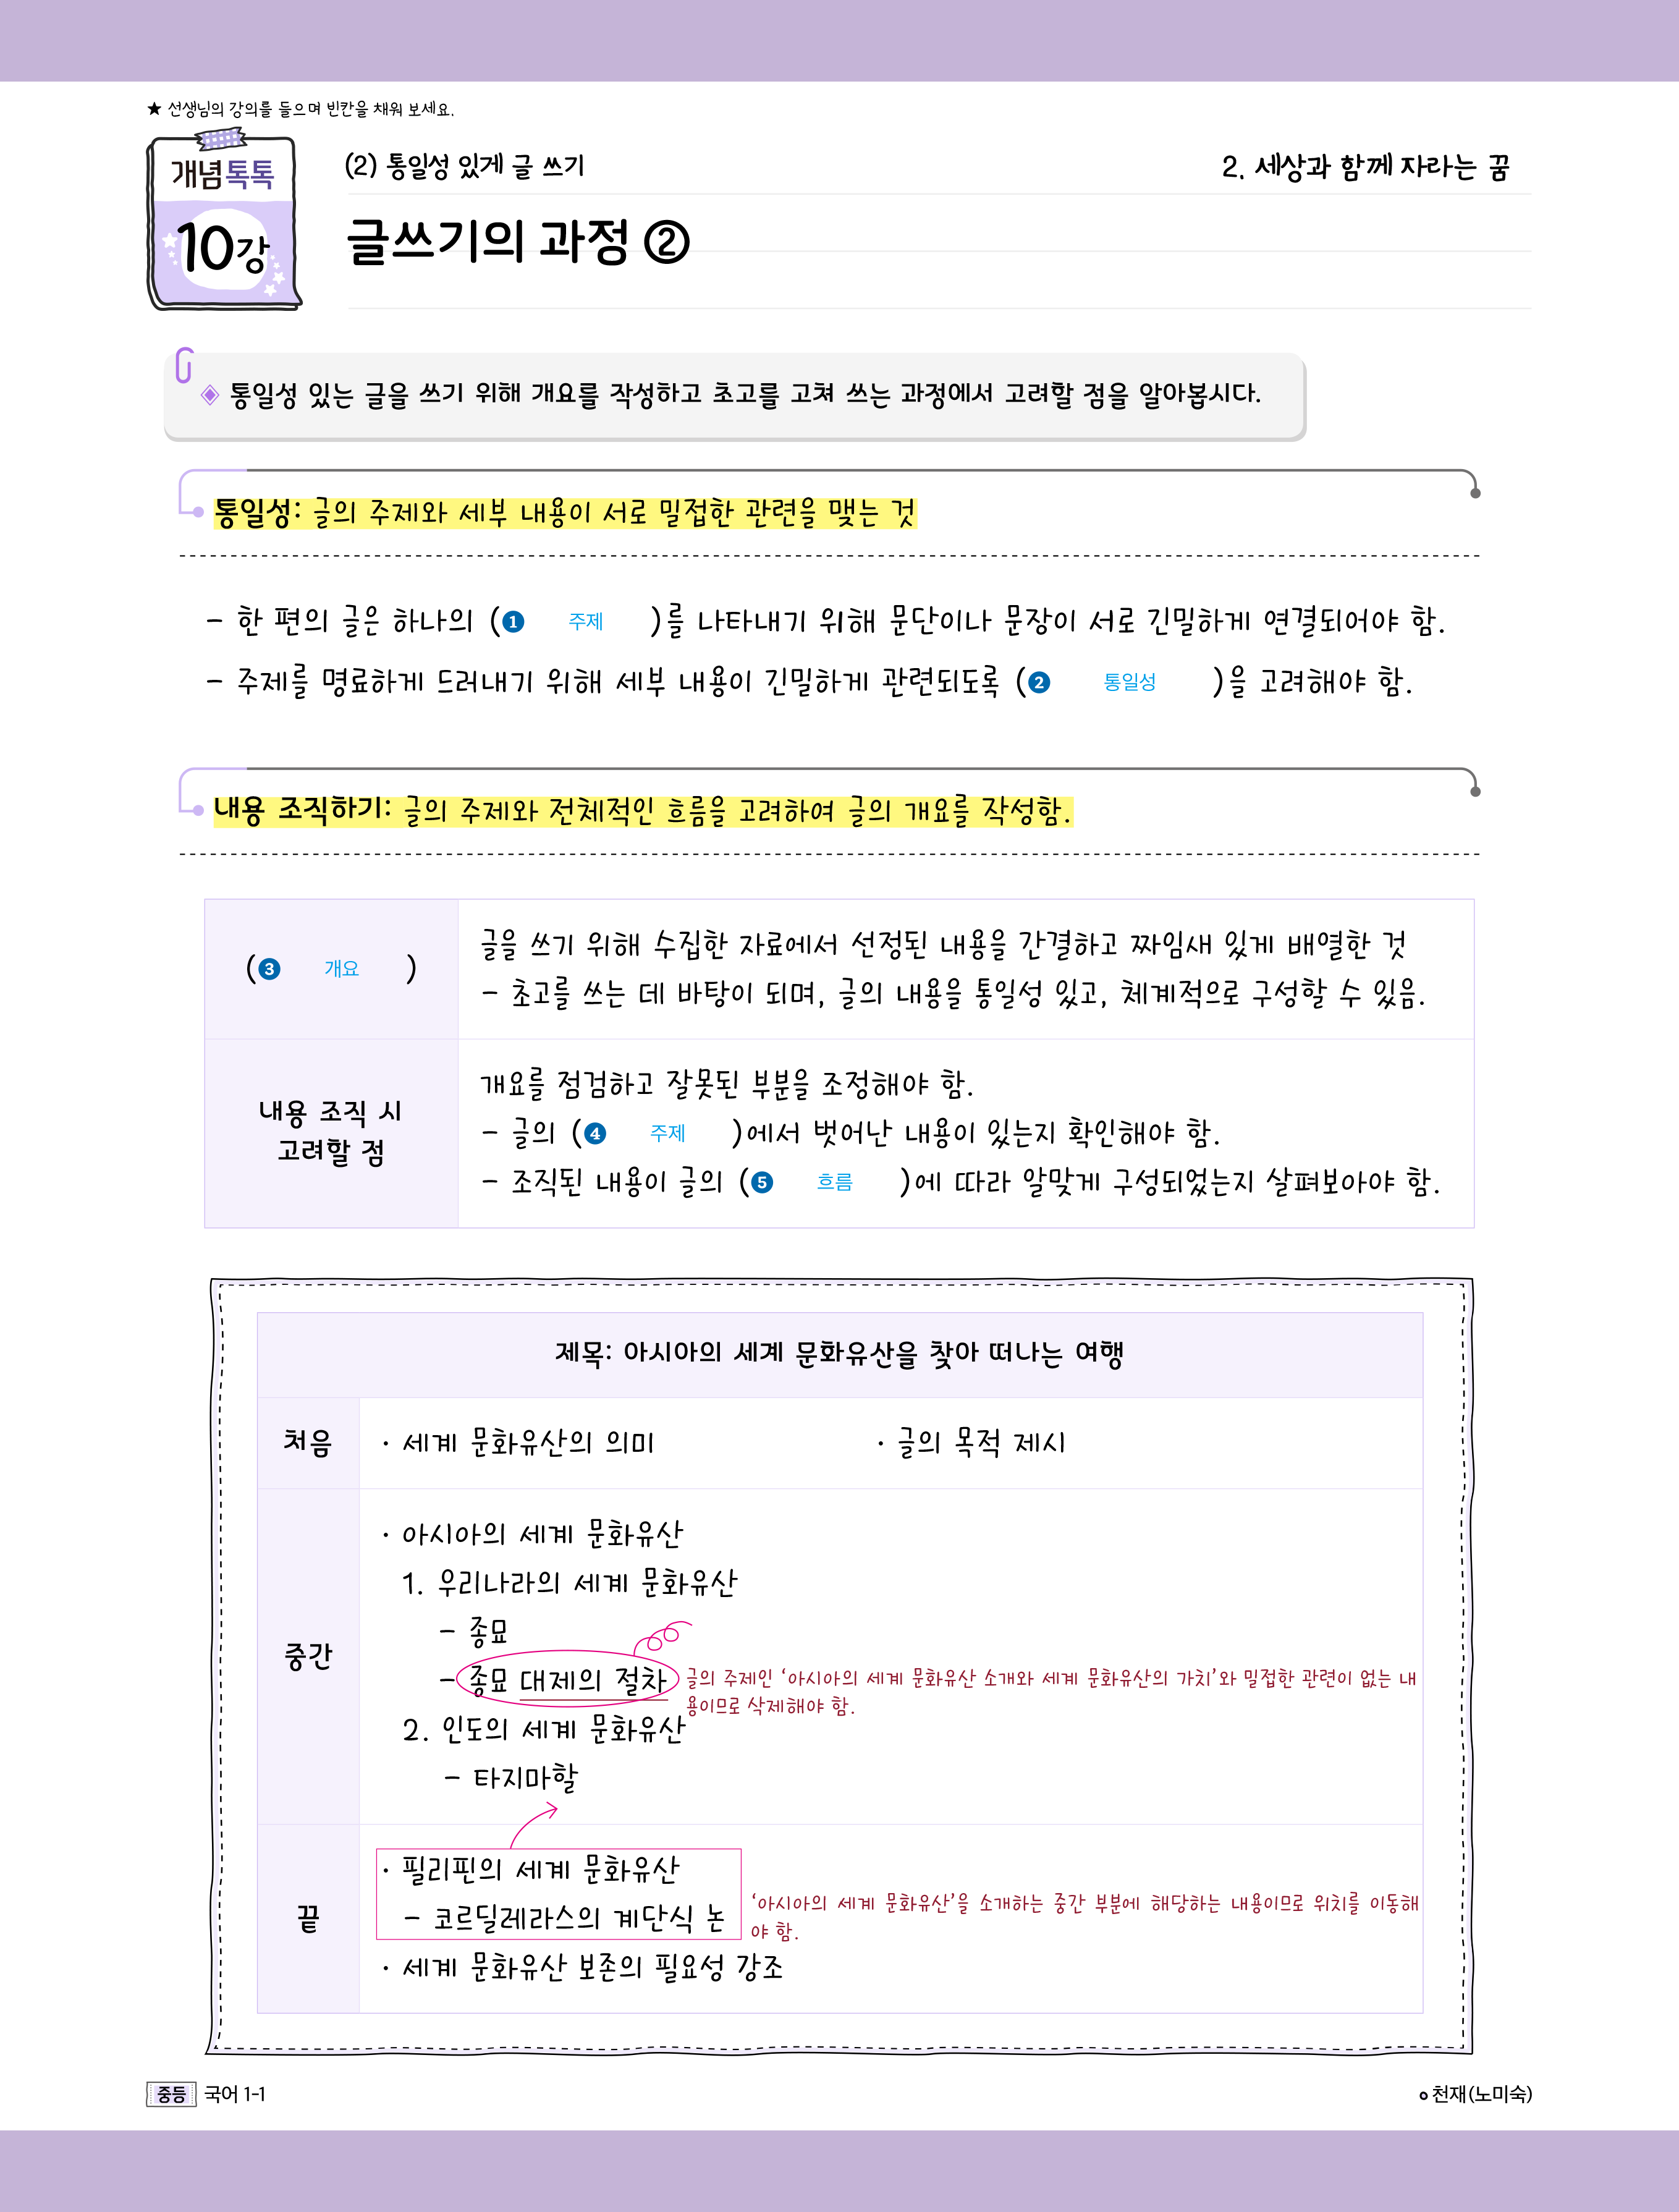 ★ 선생님의 강의를 들으며 빈칸을 채워 보세요.
개념톡톡
10강
(2) 통일성 있게 글 쓰기
2. 세상과 함께 자라는 꿈
글쓰기의 과정 ②
◈ 통일성 있는 글을 쓰기 위해 개요를 작성하고 초고를 고쳐 쓰는 과정에서 고려할 점을 알아봅시다.
통일성: 글의 주제와 세부 내용이 서로 밀접한 관련을 맺는 것
- 한 편의 글은 하나의 (❶ 주제 )를 나타내기 위해 문단이나 문장이 서로 긴밀하게 연결되어야 함.
- 주제를 명료하게 드러내기 위해 세부 내용이 긴밀하게 관련되도록 (❷ 통일성 )을 고려해야 함.
내용 조직하기: 글의 주제와 전체적인 흐름을 고려하여 글의 개요를 작성함.
(❸ 개요 )
글을 쓰기 위해 수집한 자료에서 선정된 내용을 간결하고 짜임새 있게 배열한 것
- 초고를 쓰는 데 바탕이 되며, 글의 내용을 통일성 있고, 체계적으로 구성할 수 있음.
내용 조직 시
고려할 점
개요를 점검하고 잘못된 부분을 조정해야 함.
- 글의 (❹ 주제 )에서 벗어난 내용이 있는지 확인해야 함.
- 조직된 내용이 글의 (❺ 흐름 )에 따라 알맞게 구성되었는지 살펴보아야 함.
제목: 아시아의 세계 문화유산을 찾아 떠나는 여행
처음
· 세계 문화유산의 의미
· 글의 목적 제시
중간
· 아시아의 세계 문화유산
1. 우리나라의 세계 문화유산
- 종묘
- 종묘 대제의 절차
글의 주제인 ‘아시아의 세계 문화유산 소개와 세계 문화유산의 가치’와 밀접한 관련이 없는 내
용이므로 삭제해야 함.
2. 인도의 세계 문화유산
- 타지마할
끝
· 필리핀의 세계 문화유산
- 코르딜레라스의 계단식 논
‘아시아의 세계 문화유산’을 소개하는 중간 부분에 해당하는 내용이므로 위치를 이동해
야 함.
· 세계 문화유산 보존의 필요성 강조
중등 국어 1-1
천재(노미숙)